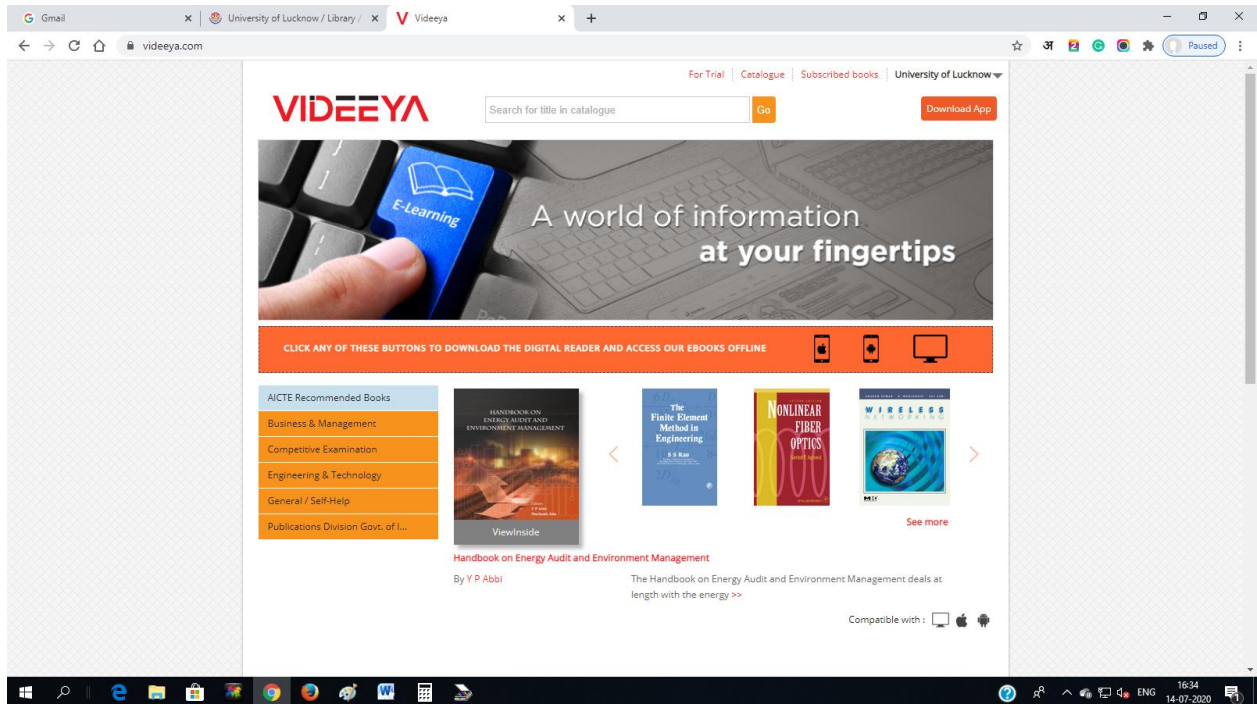 Gmail
University of Lucknow / Library /
Videeya
videeya.com
अ
Paused
For Trial
Catalogue
Subscribed books
University of Lucknow
VIDEEYA
Search for title in catalogue
Go
Download App
E-Learning
A world of information
at your fingertips
CLICK ANY OF THESE BUTTONS TO DOWNLOAD THE DIGITAL READER AND ACCESS OUR EBOOKS OFFLINE
AICTE Recommended Books
Business & Management
Competitive Examination
Engineering & Technology
General / Self-Help
Publications Division Govt. of I...
HANDBOOK ON
ENERGY AUDIT AND
ENVIRONMENT MANAGEMENT
Y P Abbi
ViewInside
The
Finite Element
Method in
Engineering
S S Rao
NONLINEAR
FIBER
OPTICS
WIRELESS
NETWORKING
See more
Handbook on Energy Audit and Environment Management
By Y P Abbi
The Handbook on Energy Audit and Environment Management deals at
length with the energy >>
Compatible with :
ENG
16:34
14-07-2020